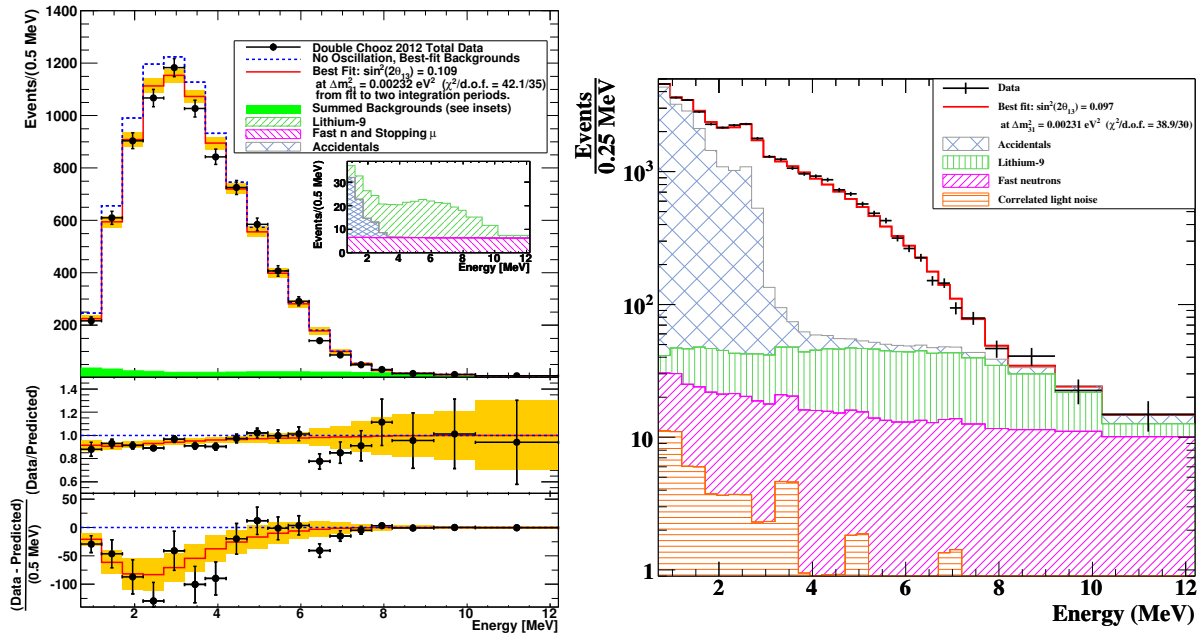 Events/(0.5 MeV)
1400
1200
1000
800
600
400
200
Double Chooz 2012 Total Data
No Oscillation, Best-fit Backgrounds
Best Fit: sin²(2θ₁₃) = 0.109
at Δm²₃₁ = 0.00232 eV² (χ²/d.o.f. = 42.1/35)
from fit to two integration periods.
Summed Backgrounds (see insets)
Lithium-9
Fast n and Stopping μ
Accidentals
Events/(0.5 MeV)
30
20
10
0
2 4 6 8 10 12
Energy [MeV]
(Data/Predicted)
1.4
1.2
1.0
0.8
0.6
(Data - Predicted)
(0.5 MeV)
50
0
-50
-100
2 4 6 8 10 12
Energy [MeV]
Events
0.25 MeV
10³
10²
10
1
Data
Best fit: sin²(2θ₁₃) = 0.097
at Δm²₃₁ = 0.00231 eV² (χ²/d.o.f. = 38.9/30)
Accidentals
Lithium-9
Fast neutrons
Correlated light noise
2 4 6 8 10 12
Energy (MeV)